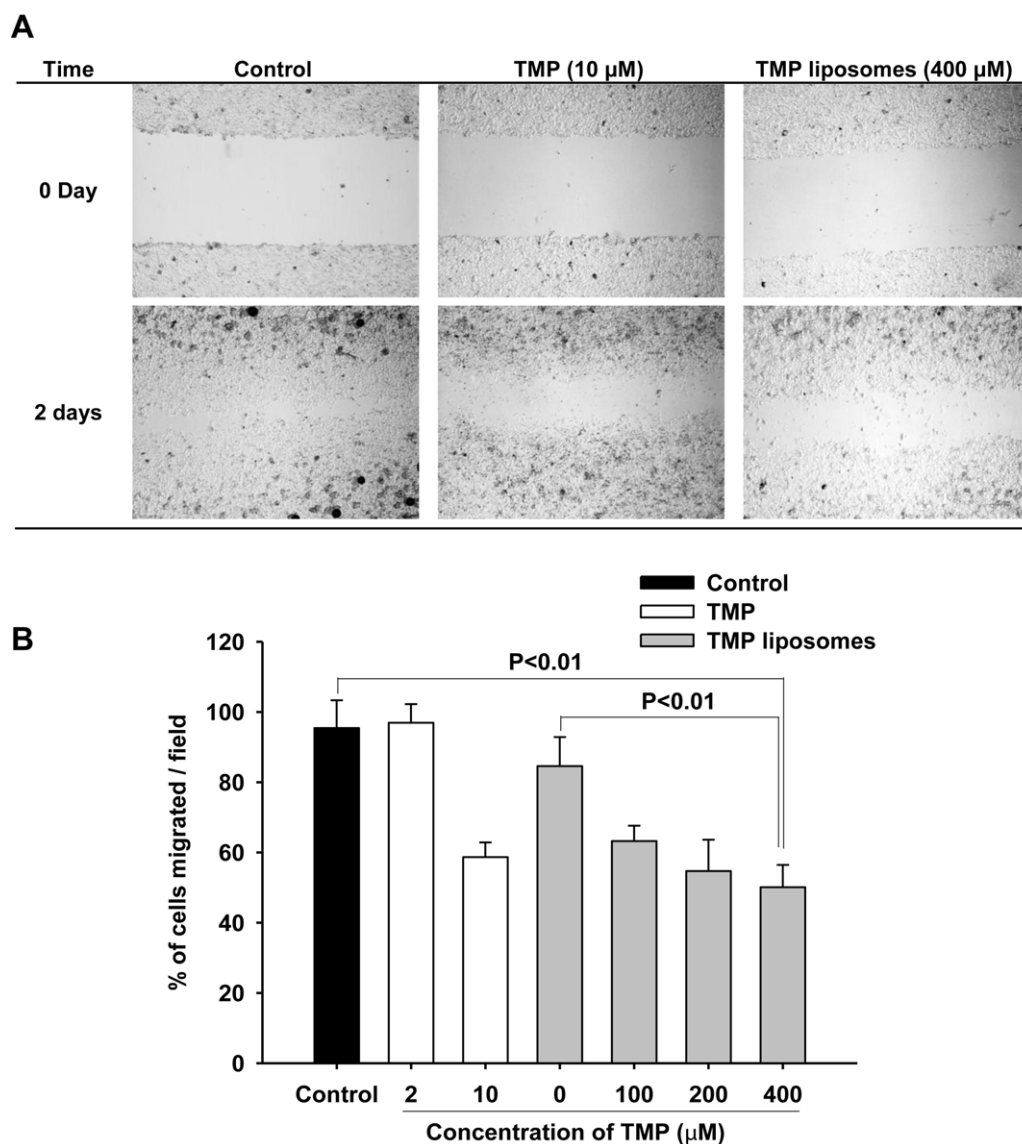 A
Time Control TMP (10 µM) TMP liposomes (400 µM)
0 Day
2 days
B
Control
TMP
TMP liposomes
P<0.01
P<0.01
120
100
80
60
40
20
0
% of cells migrated / field
Control 2 10 0 100 200 400
Concentration of TMP (µM)